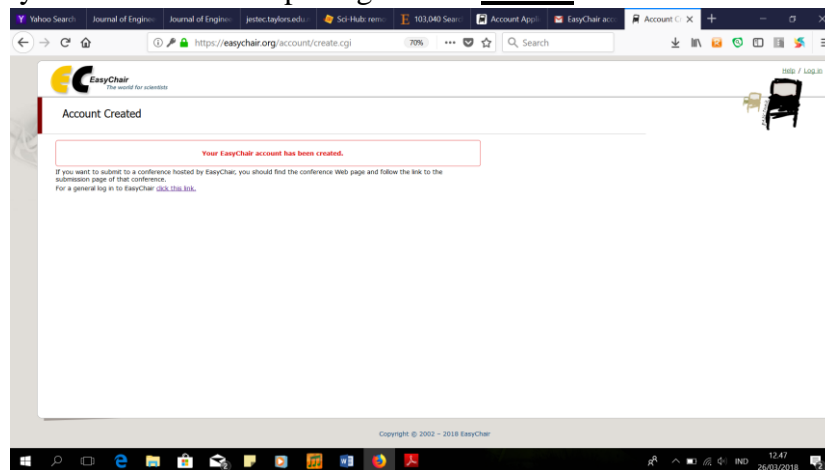 Yahoo Search
Journal of Enginee
Journal of Enginee
jestec.taylors.edu
Sci-Hub: remo
103,040 Sear
Account Appli
EasyChair acc
Account C
https://easychair.org/account/create.cgi
70%
Search
EasyChair
The world for scientists
Help / Log in
Account Created
Your EasyChair account has been created.
If you want to submit to a conference hosted by EasyChair, you should find the conference Web page and follow the link to the
submission page of that conference.
For a general log in to EasyChair click this link.
Copyright © 2002 – 2018 EasyChair
IND
12.47
26/03/2018